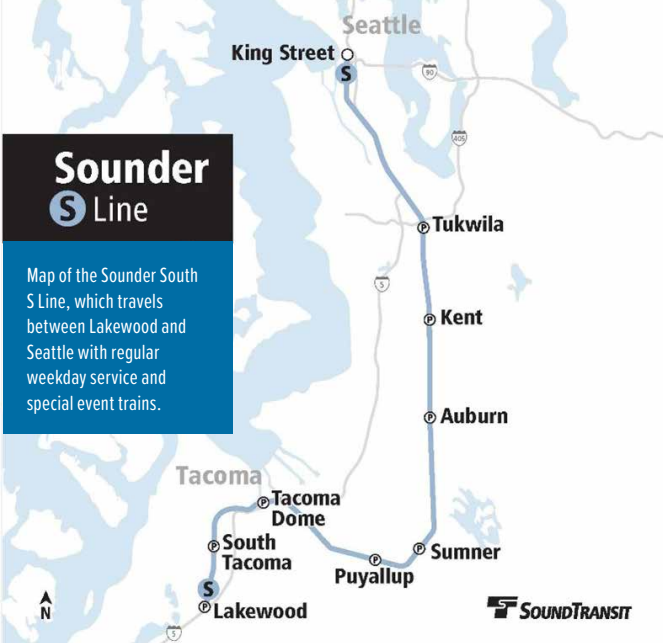 Seattle
King Street
S
90
405
Sounder
S Line
Map of the Sounder South
S Line, which travels
between Lakewood and
Seattle with regular
weekday service and
special event trains.
P Tukwila
5
P Kent
P Auburn
Tacoma
P Tacoma
Dome
P South
Tacoma
P Sumner
P
Puyallup
S
P Lakewood
N
5
SOUNDTRANSIT